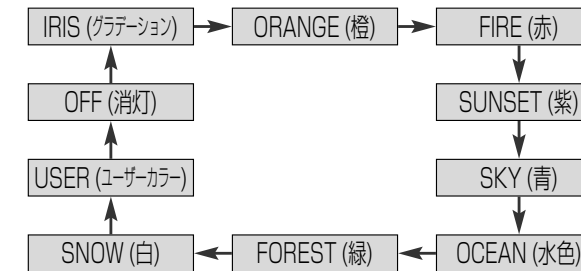 IRIS (グラデーション)
ORANGE (橙)
FIRE (赤)
OFF (消灯)
SUNSET (紫)
USER (ユーザーカラー)
SKY (青)
SNOW (白)
FOREST (緑)
OCEAN (水色)